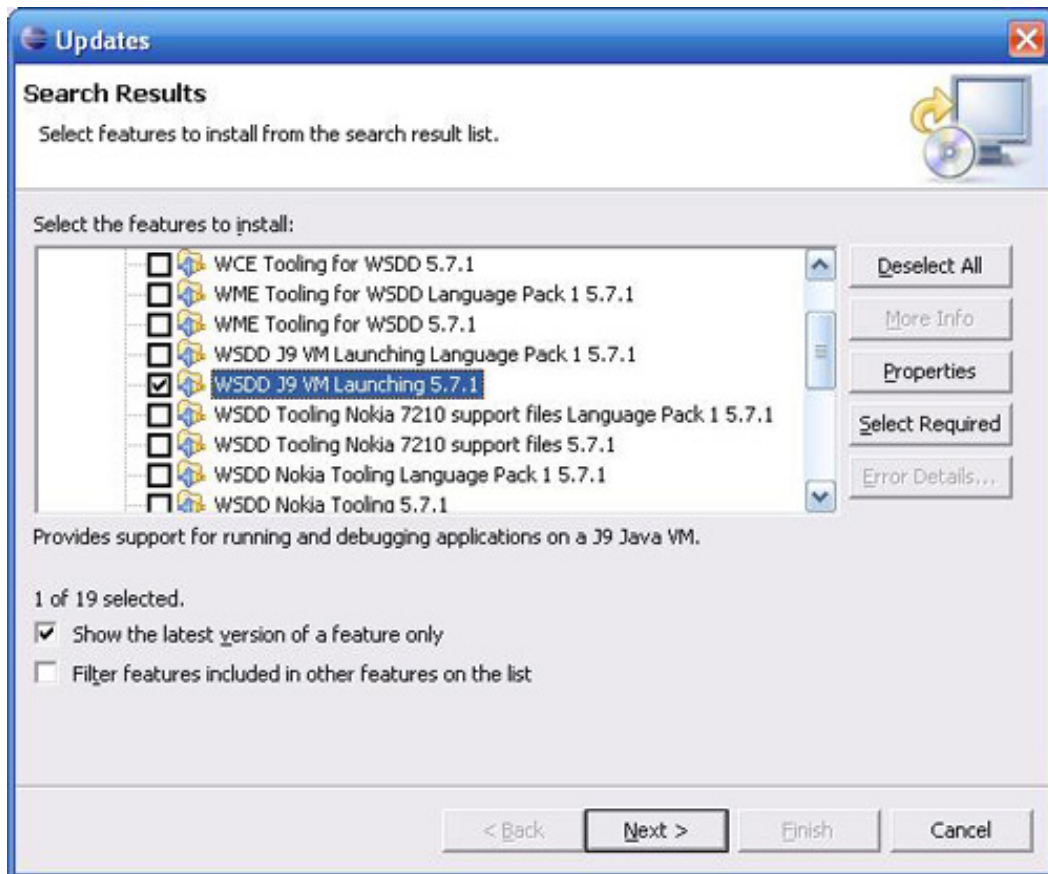 Updates
Search Results
Select features to install from the search result list.
Select the features to install:
WCE Tooling for WSDD 5.7.1
WME Tooling for WSDD Language Pack 1 5.7.1
WME Tooling for WSDD 5.7.1
WSDD J9 VM Launching Language Pack 1 5.7.1
WSDD J9 VM Launching 5.7.1
WSDD Tooling Nokia 7210 support files Language Pack 1 5.7.1
WSDD Tooling Nokia 7210 support files 5.7.1
WSDD Nokia Tooling Language Pack 1 5.7.1
WSDD Nokia Tooling 5.7.1
Deselect All
More Info
Properties
Select Required
Error Details...
Provides support for running and debugging applications on a J9 Java VM.
1 of 19 selected.
Show the latest version of a feature only
Filter features included in other features on the list
< Back Next > Finish Cancel